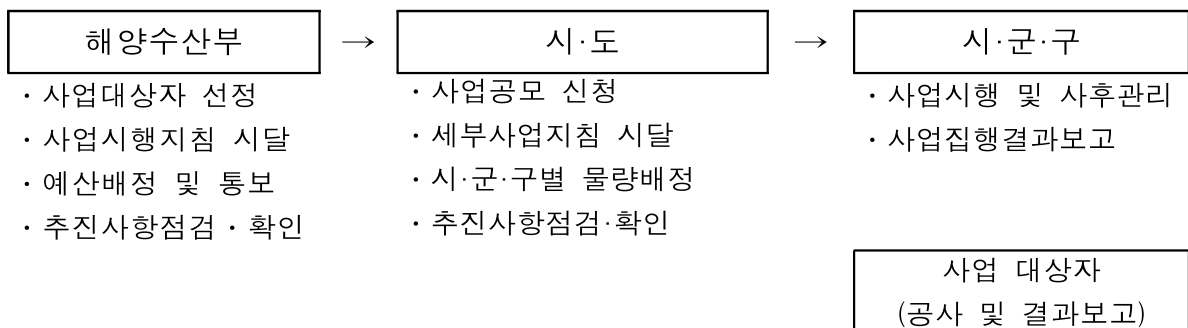 해양수산부 → 시·도 → 시·군·구
· 사업대상자 선정
· 사업시행지침 시달
· 예산배정 및 통보
· 추진사항점검 · 확인
· 사업공모 신청
· 세부사업지침 시달
· 시·군·구별 물량배정
· 추진사항점검·확인
· 사업시행 및 사후관리
· 사업집행결과보고
사업 대상자
(공사 및 결과보고)